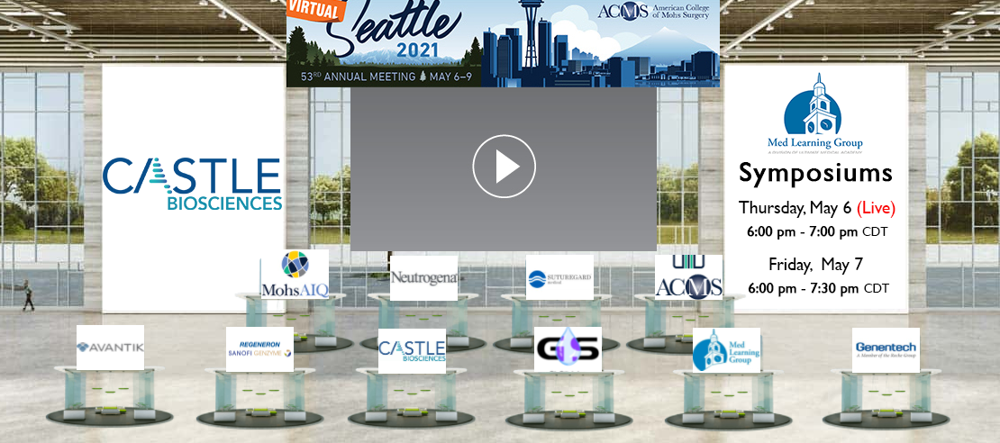 VIRTUAL
Seattle
2021
53RD ANNUAL MEETING MAY 6–9
ACMS
American College
of Mohs Surgery
CASTLE
BIOSCIENCES
Med Learning Group
Symposiums
Thursday, May 6 (Live)
6:00 pm - 7:00 pm CDT
Friday, May 7
6:00 pm - 7:30 pm CDT
MohsAIQ
Neutrogena
SUTUREGARD
medical
ACMS
AVANTIK
REGENERON
SANOFI GENZYME
CASTLE
BIOSCIENCES
Med
Learning
Group
Genentech
A Member of the Roche Group